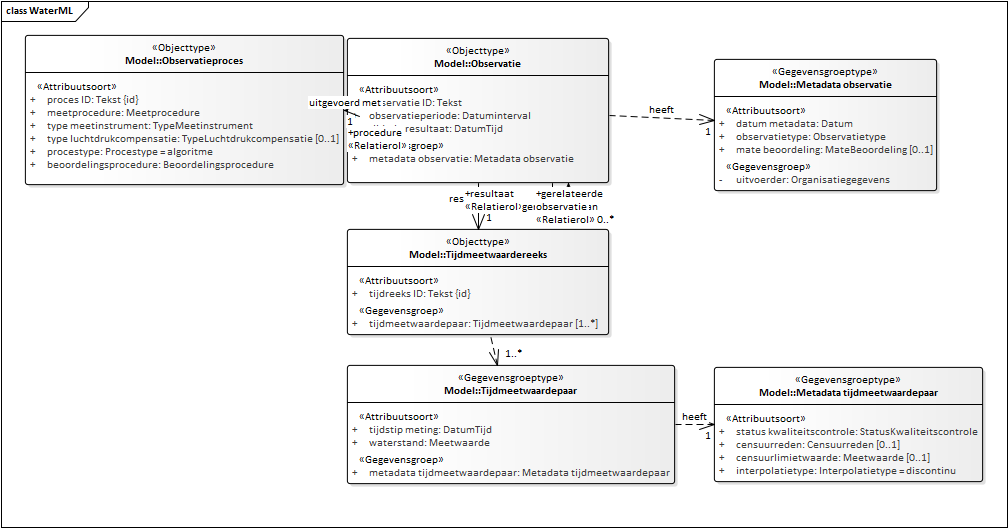 class WaterML
«Objecttype»
Model::Observatieproces
«Attribuutsoort»
+ proces ID: Tekst {id}
+ meetprocedure: Meetprocedure
+ type meetinstrument: TypeMeetinstrument
+ type luchtdrukcompensatie: TypeLuchtdrukcompensatie [0..1]
+ procestype: Procestype = algoritme
+ beoordelingsprocedure: Beoordelingsprocedure
«Objecttype»
Model::Observatie
«Attribuutsoort»
servatie ID: Tekst
observatieperiode: Datuminterval
resultaat: DatumTijd
groep»
+ metadata observatie: Metadata observatie
uitgevoerd met
1
+procedure
«Relatierol»
heeft
1
«Gegevensgroeptype»
Model::Metadata observatie
«Attribuutsoort»
+ datum metadata: Datum
+ observatietype: Observatietype
+ mate beoordeling: MateBeoordeling [0..1]
«Gegevensgroep»
- uitvoerder: Organisatiegegevens
res
+resultaat
«Relatierol»
1
+gerelateerde
observatie
«Relatierol» 0..*
«Objecttype»
Model::Tijdmeetwaardereeks
«Attribuutsoort»
+ tijdreeks ID: Tekst {id}
«Gegevensgroep»
+ tijdmeetwaardepaar: Tijdmeetwaardepaar [1..*]
1..*
«Gegevensgroeptype»
Model::Tijdmeetwaardepaar
«Attribuutsoort»
+ tijdstip meting: DatumTijd
+ waterstand: Meetwaarde
«Gegevensgroep»
+ metadata tijdmeetwaardepaar: Metadata tijdmeetwaardepaar
heeft
1
«Gegevensgroeptype»
Model::Metadata tijdmeetwaardepaar
«Attribuutsoort»
+ status kwaliteitscontrole: StatusKwaliteitscontrole
+ censuurreden: Censuurreden [0..1]
+ censuurlimietwaarde: Meetwaarde [0..1]
+ interpolatietype: Interpolatietype = discontinu